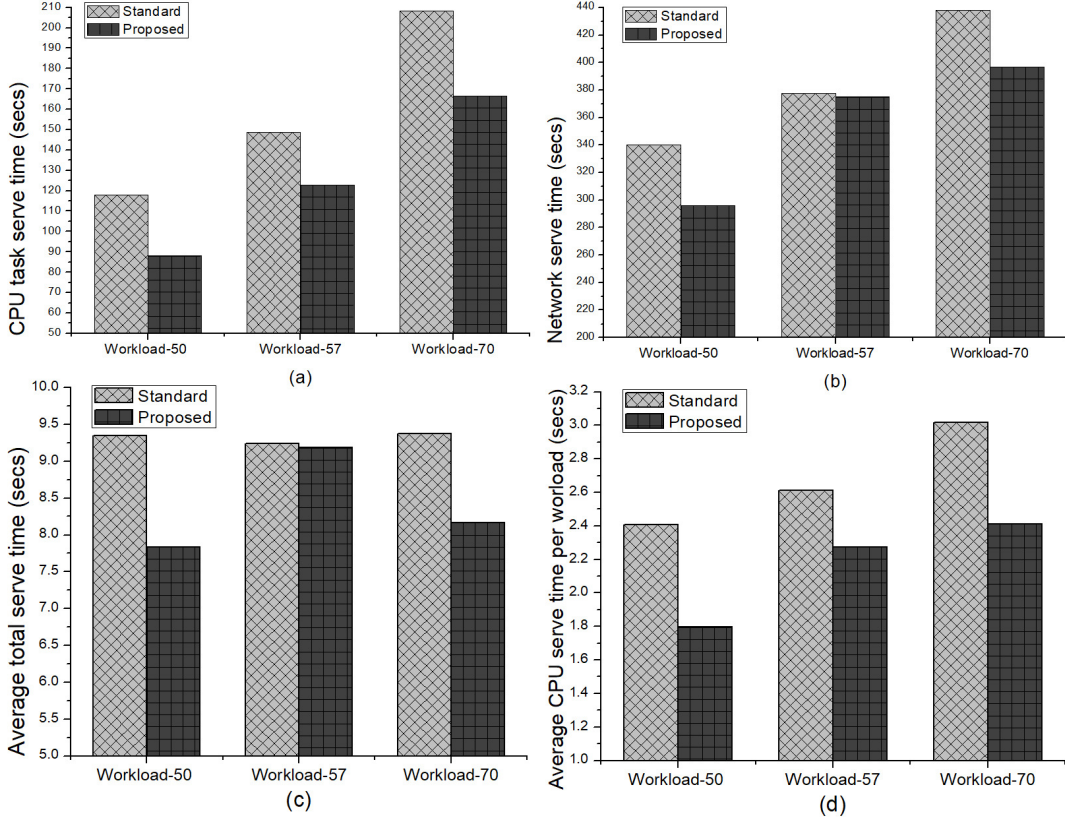 CPU task serve time (secs)
210
200
190
180
170
160
150
140
130
120
110
100
90
80
70
60
50
Standard
Proposed
Workload-50
Workload-57
Workload-70
(a)
Network serve time (secs)
440
420
400
380
360
340
320
300
280
260
240
220
200
Standard
Proposed
Workload-50
Workload-57
Workload-70
(b)
Average total serve time (secs)
10.0
9.5
9.0
8.5
8.0
7.5
7.0
6.5
6.0
5.5
5.0
Standard
Proposed
Workload-50
Workload-57
Workload-70
(c)
Average CPU serve time per worload (secs)
3.2
3.0
2.8
2.6
2.4
2.2
2.0
1.8
1.6
1.4
1.2
1.0
Standard
Proposed
Workload-50
Workload-57
Workload-70
(d)